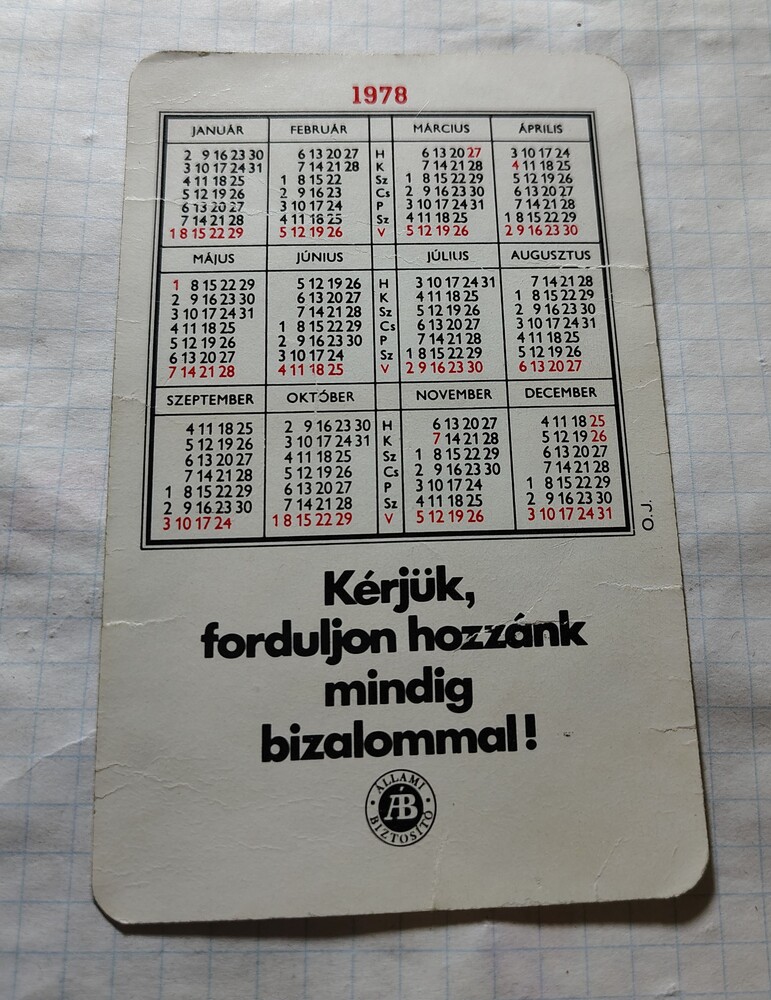 1978
JANUÁR FEBRUÁR MÁRCIUS ÁPRILIS
2 9 16 23 30 6 13 20 27 H 6 13 20 27 3 10 17 24
3 10 17 24 31 7 14 21 28 K 7 14 21 28 4 11 18 25
4 11 18 25 1 8 15 22 Sz 1 8 15 22 29 5 12 19 26
5 12 19 26 2 9 16 23 Cs 2 9 16 23 30 6 13 20 27
6 13 20 27 3 10 17 24 P 3 10 17 24 31 7 14 21 28
7 14 21 28 4 11 18 25 Sz 4 11 18 25 1 8 15 22 29
1 8 15 22 29 5 12 19 26 V 5 12 19 26 2 9 16 23 30
MÁJUS JÚNIUS JÚLIUS AUGUSZTUS
1 8 15 22 29 5 12 19 26 H 3 10 17 24 31 7 14 21 28
2 9 16 23 30 6 13 20 27 K 4 11 18 25 1 8 15 22 29
3 10 17 24 31 7 14 21 28 Sz 5 12 19 26 2 9 16 23 30
4 11 18 25 1 8 15 22 29 Cs 6 13 20 27 3 10 17 24 31
5 12 19 26 2 9 16 23 30 P 7 14 21 28 4 11 18 25
6 13 20 27 3 10 17 24 Sz 1 8 15 22 29 5 12 19 26
7 14 21 28 4 11 18 25 V 2 9 16 23 30 6 13 20 27
SZEPTEMBER OKTÓBER NOVEMBER DECEMBER
4 11 18 25 2 9 16 23 30 H 6 13 20 27 4 11 18 25
5 12 19 26 3 10 17 24 31 K 7 14 21 28 5 12 19 26
6 13 20 27 4 11 18 25 Sz 1 8 15 22 29 6 13 20 27
7 14 21 28 5 12 19 26 Cs 2 9 16 23 30 7 14 21 28
1 8 15 22 29 6 13 20 27 P 3 10 17 24 1 8 15 22 29
2 9 16 23 30 7 14 21 28 Sz 4 11 18 25 2 9 16 23 30
3 10 17 24 1 8 15 22 29 V 5 12 19 26 3 10 17 24 31
O. J.
Kérjük,
forduljon hozzánk
mindig
bizalommal!
ÁLLAMI
ÁB
BIZTOSÍTÓ